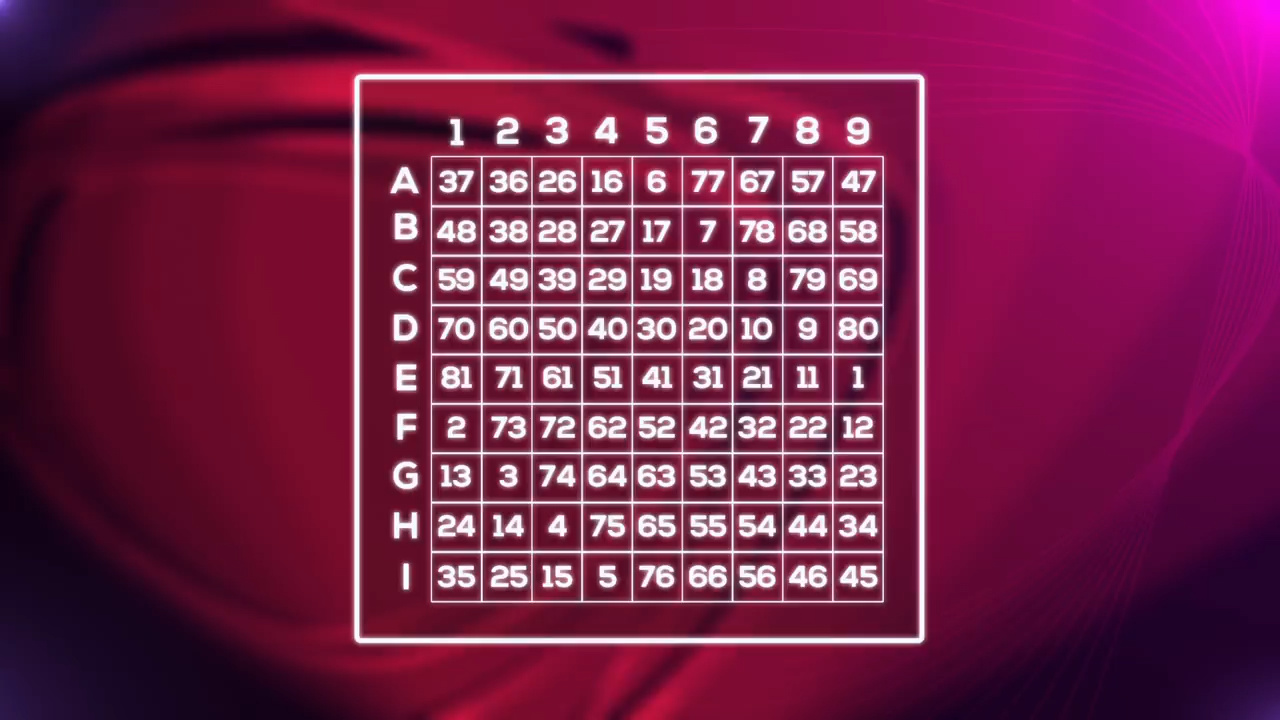 1 2 3 4 5 6 7 8 9
A 37 36 26 16 6 77 67 57 47
B 48 38 28 27 17 7 78 68 58
C 59 49 39 29 19 18 8 79 69
D 70 60 50 40 30 20 10 9 80
E 81 71 61 51 41 31 21 11 1
F 2 73 72 62 52 42 32 22 12
G 13 3 74 64 63 53 43 33 23
H 24 14 4 75 65 55 54 44 34
I 35 25 15 5 76 66 56 46 45